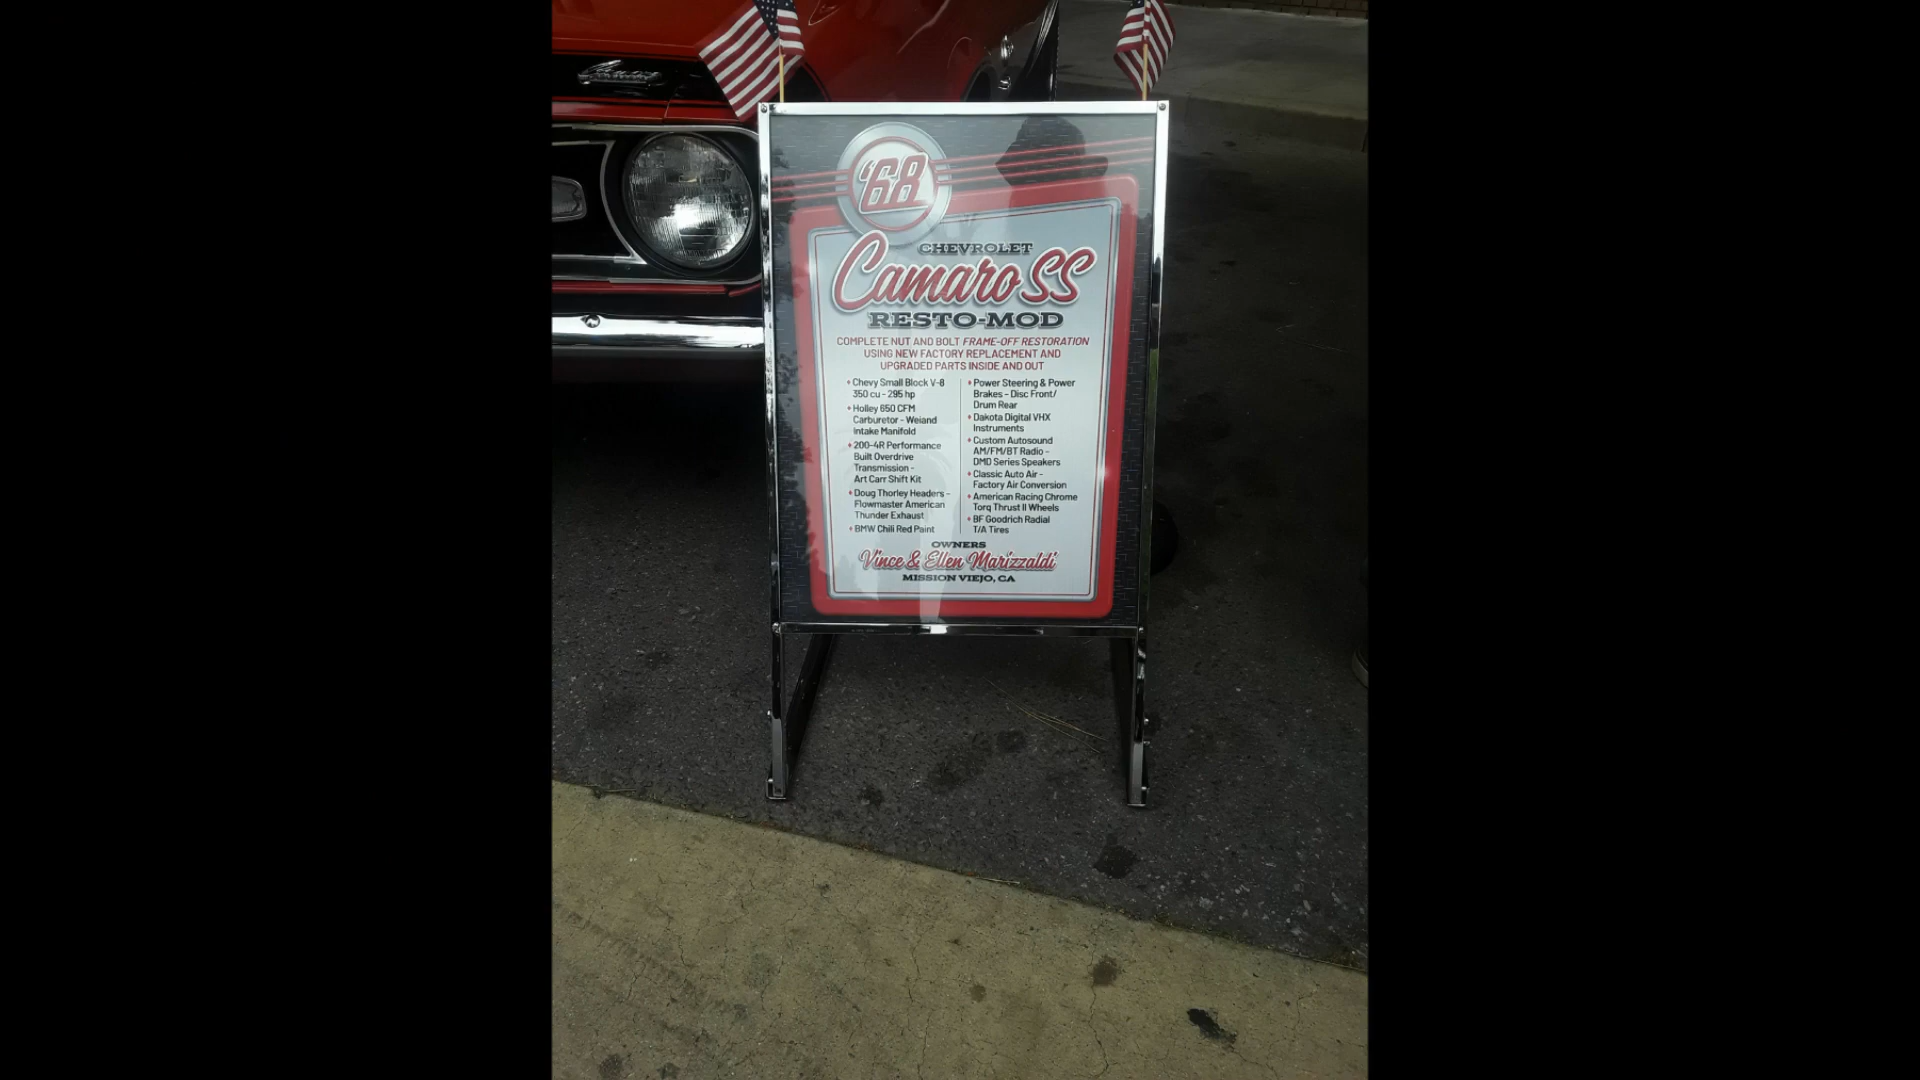 Camaro
'68
CHEVROLET
Camaro SS
RESTO-MOD
COMPLETE NUT AND BOLT FRAME-OFF RESTORATION
USING NEW FACTORY REPLACEMENT AND
UPGRADED PARTS INSIDE AND OUT
Chevy Small Block V-8
350 cu - 295 hp
Holley 650 CFM
Carburetor - Weiand
Intake Manifold
200-4R Performance
Built Overdrive
Transmission -
Art Carr Shift Kit
Doug Thorley Headers -
Flowmaster American
Thunder Exhaust
BMW Chili Red Paint
Power Steering & Power
Brakes - Disc Front/
Drum Rear
Dakota Digital VHX
Instruments
Custom Autosound
AM/FM/BT Radio -
DMD Series Speakers
Classic Auto Air -
Factory Air Conversion
American Racing Chrome
Torq Thrust II Wheels
BF Goodrich Radial
T/A Tires
OWNERS
Vince & Ellen Marizzaldi
MISSION VIEJO, CA